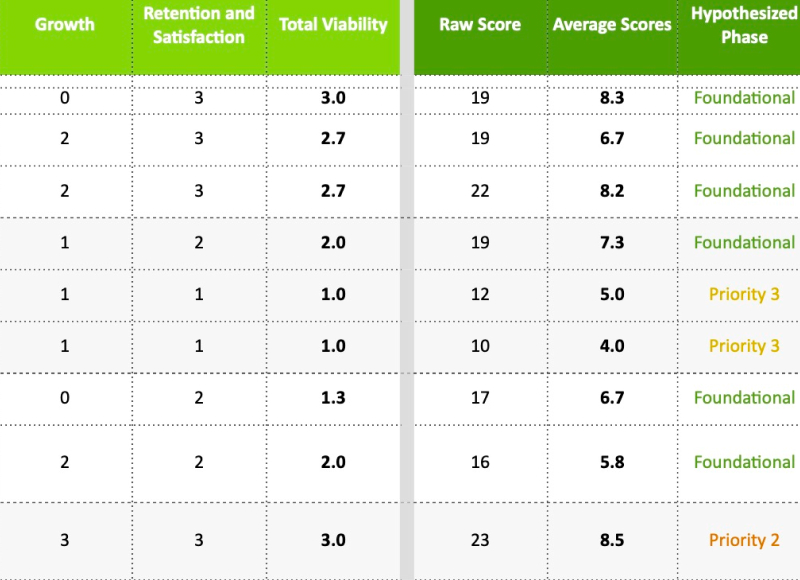 Growth Retention and Satisfaction Total Viability Raw Score Average Scores Hypothesized Phase
0 3 3.0 19 8.3 Foundational
2 3 2.7 19 6.7 Foundational
2 3 2.7 22 8.2 Foundational
1 2 2.0 19 7.3 Foundational
1 1 1.0 12 5.0 Priority 3
1 1 1.0 10 4.0 Priority 3
0 2 1.3 17 6.7 Foundational
2 2 2.0 16 5.8 Foundational
3 3 3.0 23 8.5 Priority 2